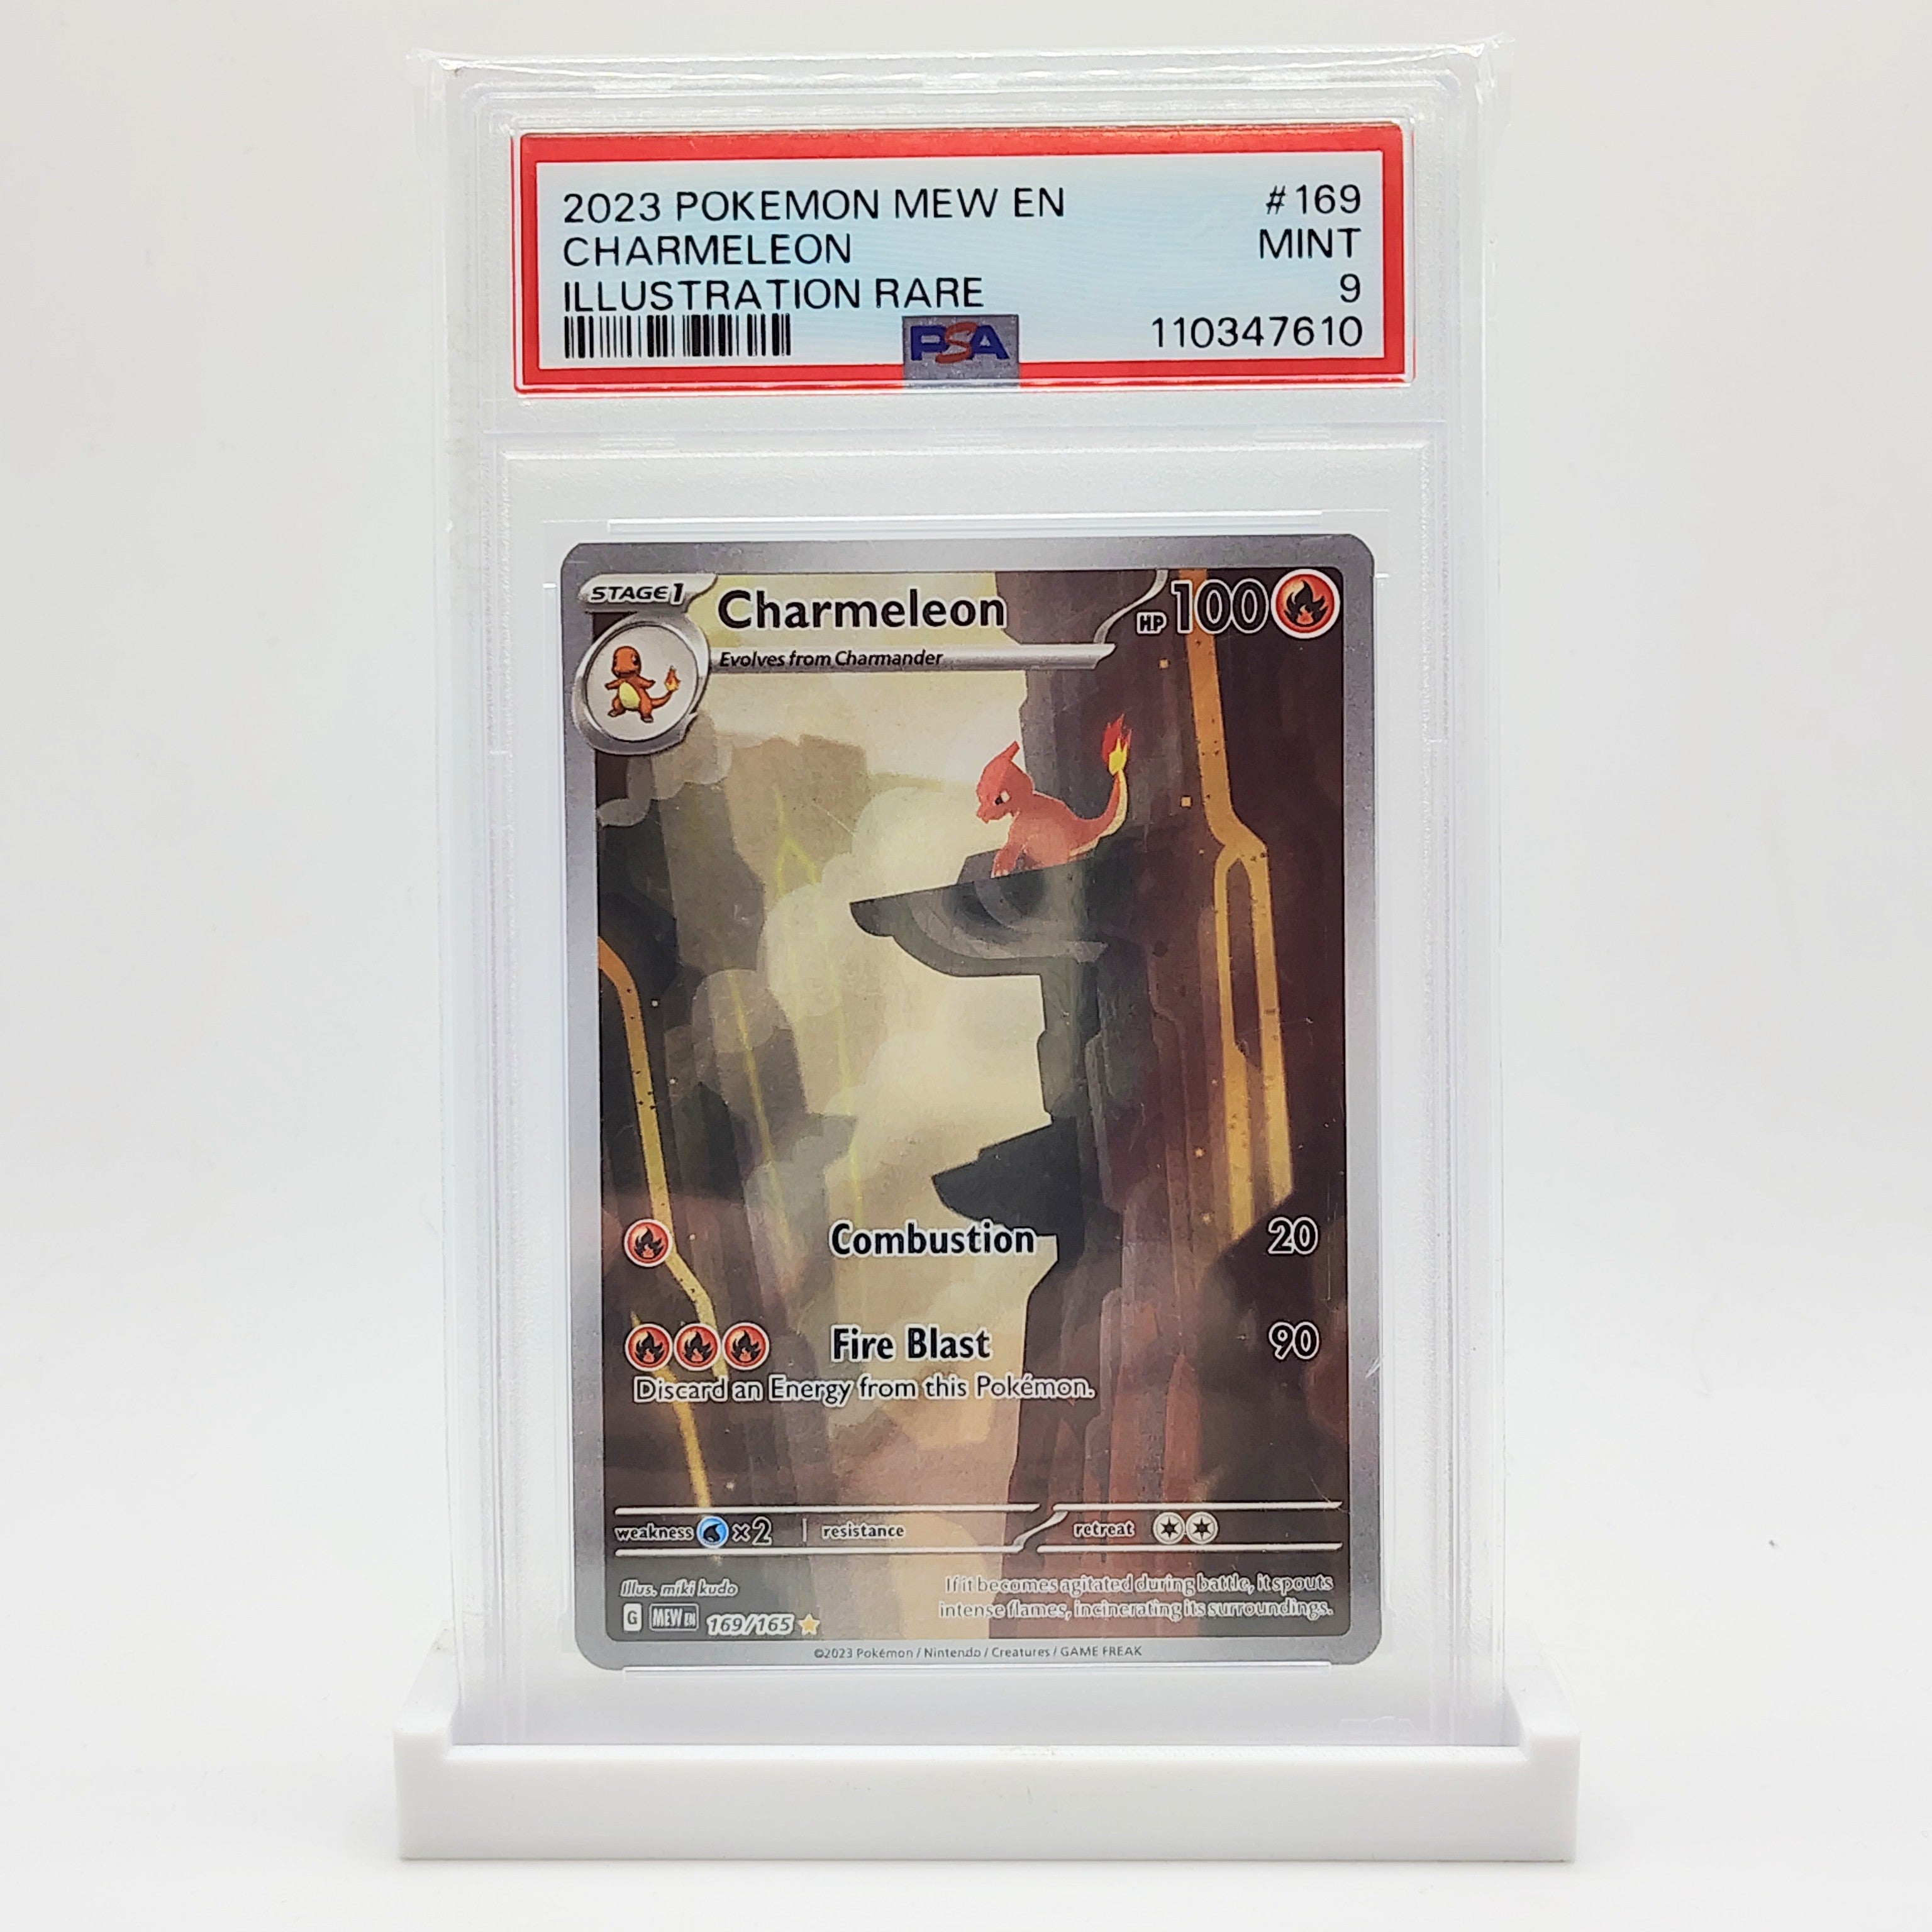 2023 POKEMON MEW EN #169
CHARMELEON MINT
ILLUSTRATION RARE 9
PSA 110347610
STAGE1 Charmeleon HP 100
Evolves from Charmander
Combustion 20
Fire Blast 90
Discard an Energy from this Pokémon.
weakness ×2 resistance retreat
Illus. miki kudo
If it becomes agitated during battle, it spouts
intense flames, incinerating its surroundings.
G MEW EN 169/165
©2023 Pokémon / Nintendo / Creatures / GAME FREAK